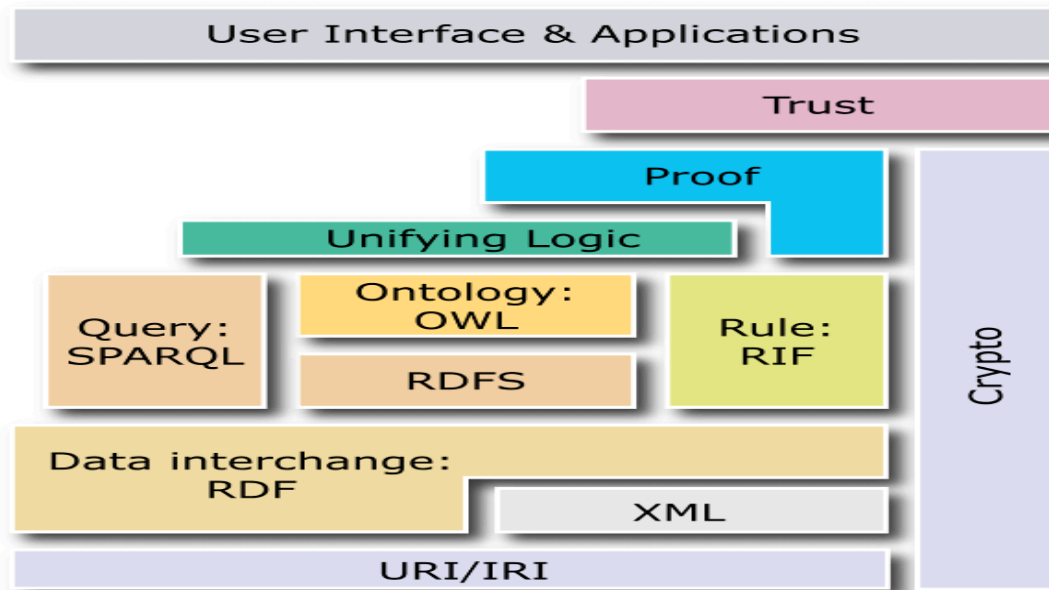 User Interface & Applications
Trust
Proof
Unifying Logic
Query:
SPARQL
Ontology:
OWL
RDFS
Rule:
RIF
Crypto
Data interchange:
RDF
XML
URI/IRI